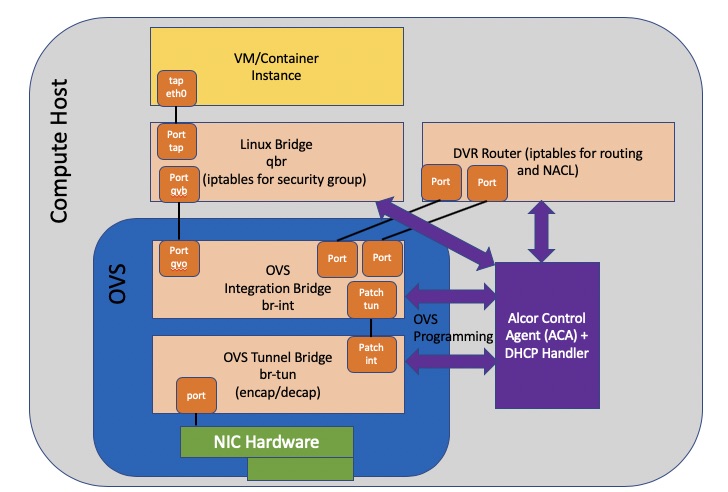 Compute Host
VM/Container
Instance
tap
eth0
Port
tap
Linux Bridge
qbr
(iptables for security group)
Port
qvb
DVR Router (iptables for routing
and NACL)
Port
Port
OVS
Port
qvo
OVS
Integration Bridge
br-int
Port
Port
Patch
tun
OVS
Programming
Alcor Control
Agent (ACA) +
DHCP Handler
OVS Tunnel Bridge
br-tun
(encap/decap)
Patch
int
port
NIC Hardware